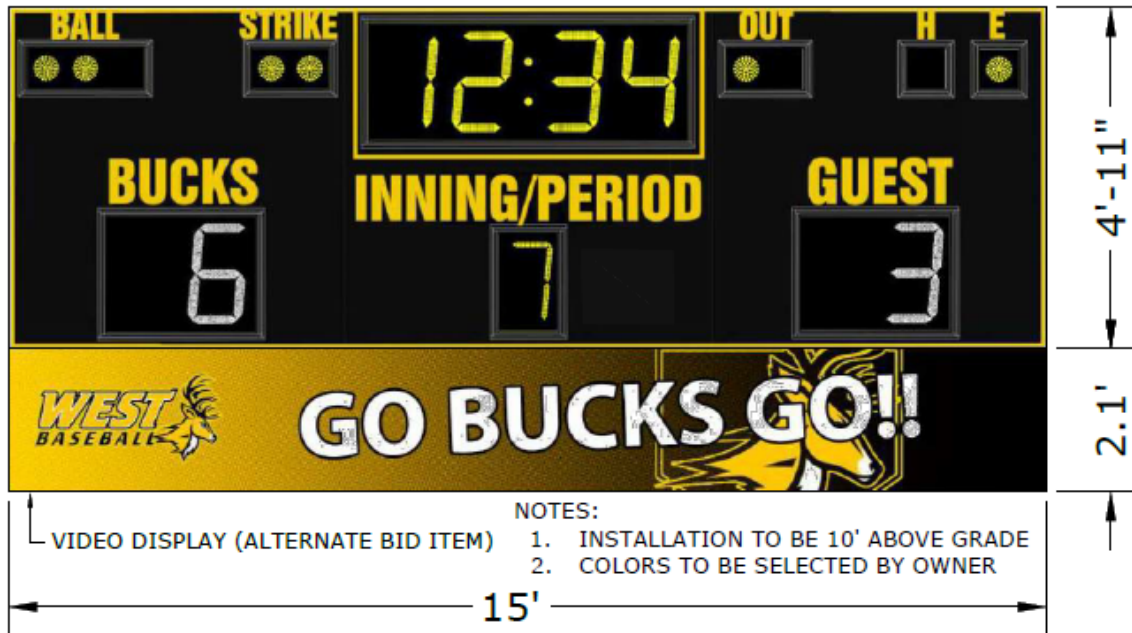 BALL STRIKE 12:34 OUT H E
BUCKS INNING/PERIOD GUEST
6 7 3
4'-11"
WEST
BASEBALL
GO BUCKS GO!!
2.1'
VIDEO DISPLAY (ALTERNATE BID ITEM)
NOTES:
1. INSTALLATION TO BE 10' ABOVE GRADE
2. COLORS TO BE SELECTED BY OWNER
15'